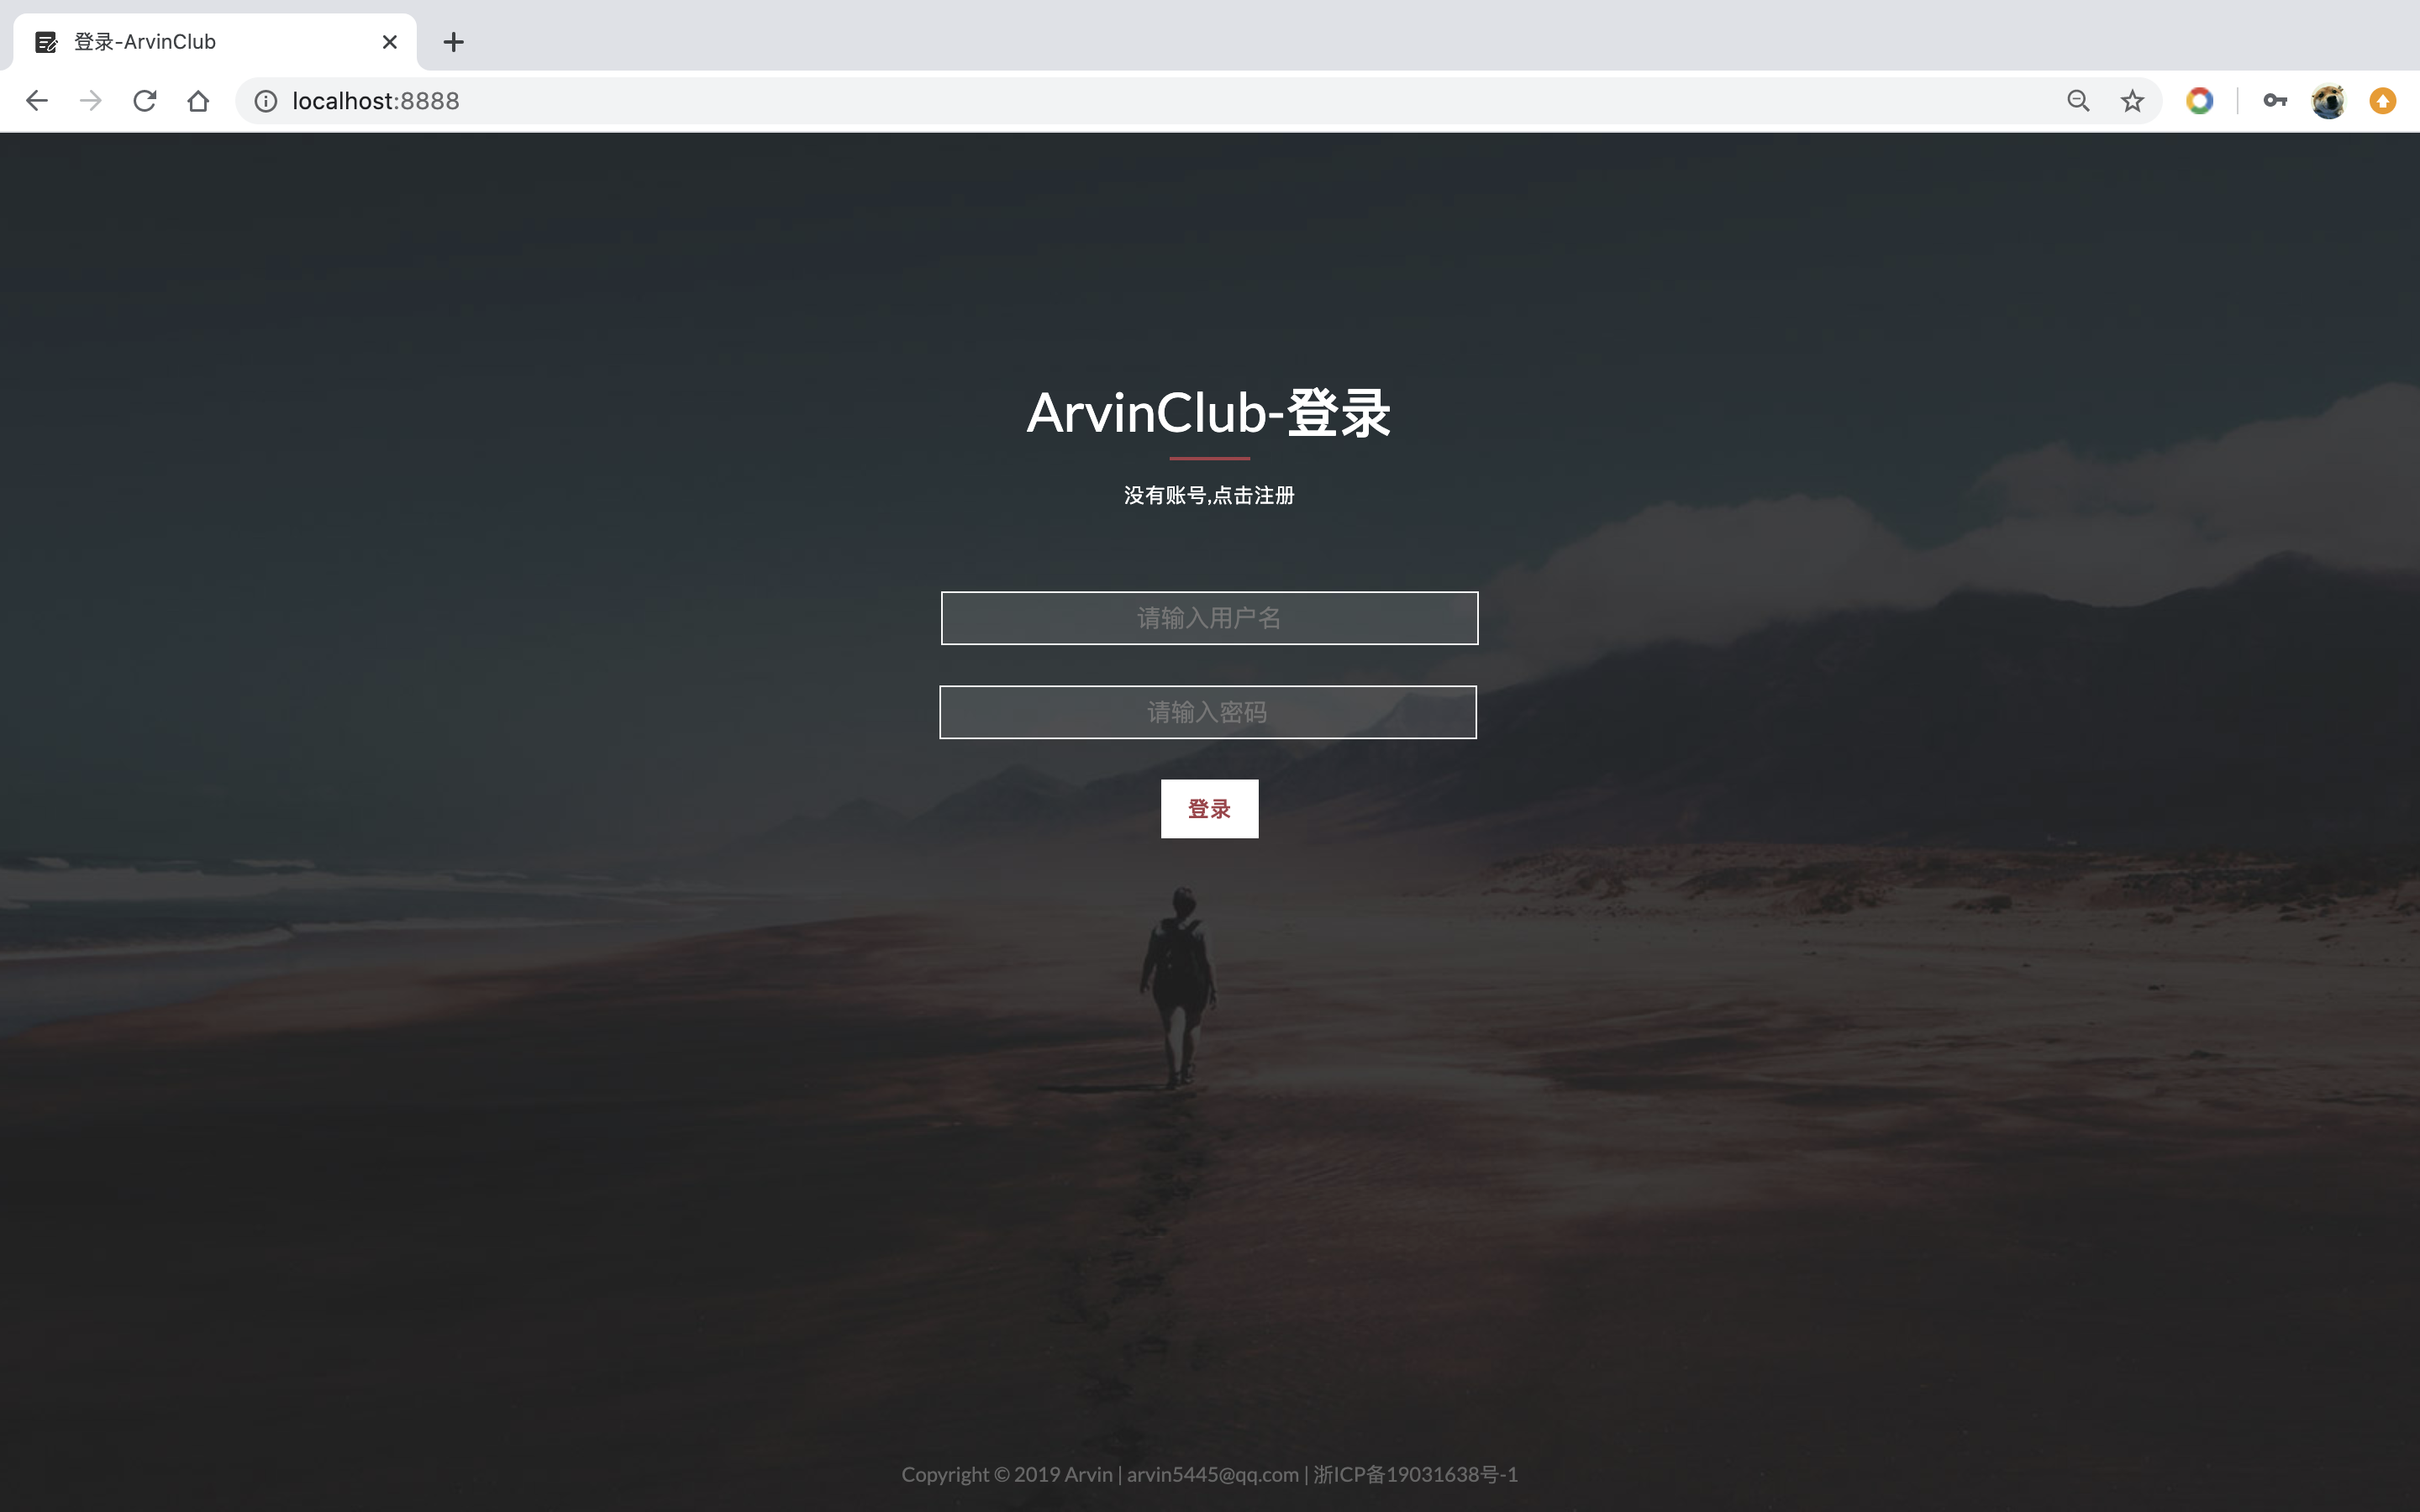 登录-ArvinClub
localhost:8888
ArvinClub-登录
没有账号,点击注册
请输入用户名
请输入密码
登录
Copyright © 2019 Arvin | arvin5445@qq.com | 浙ICP备19031638号-1